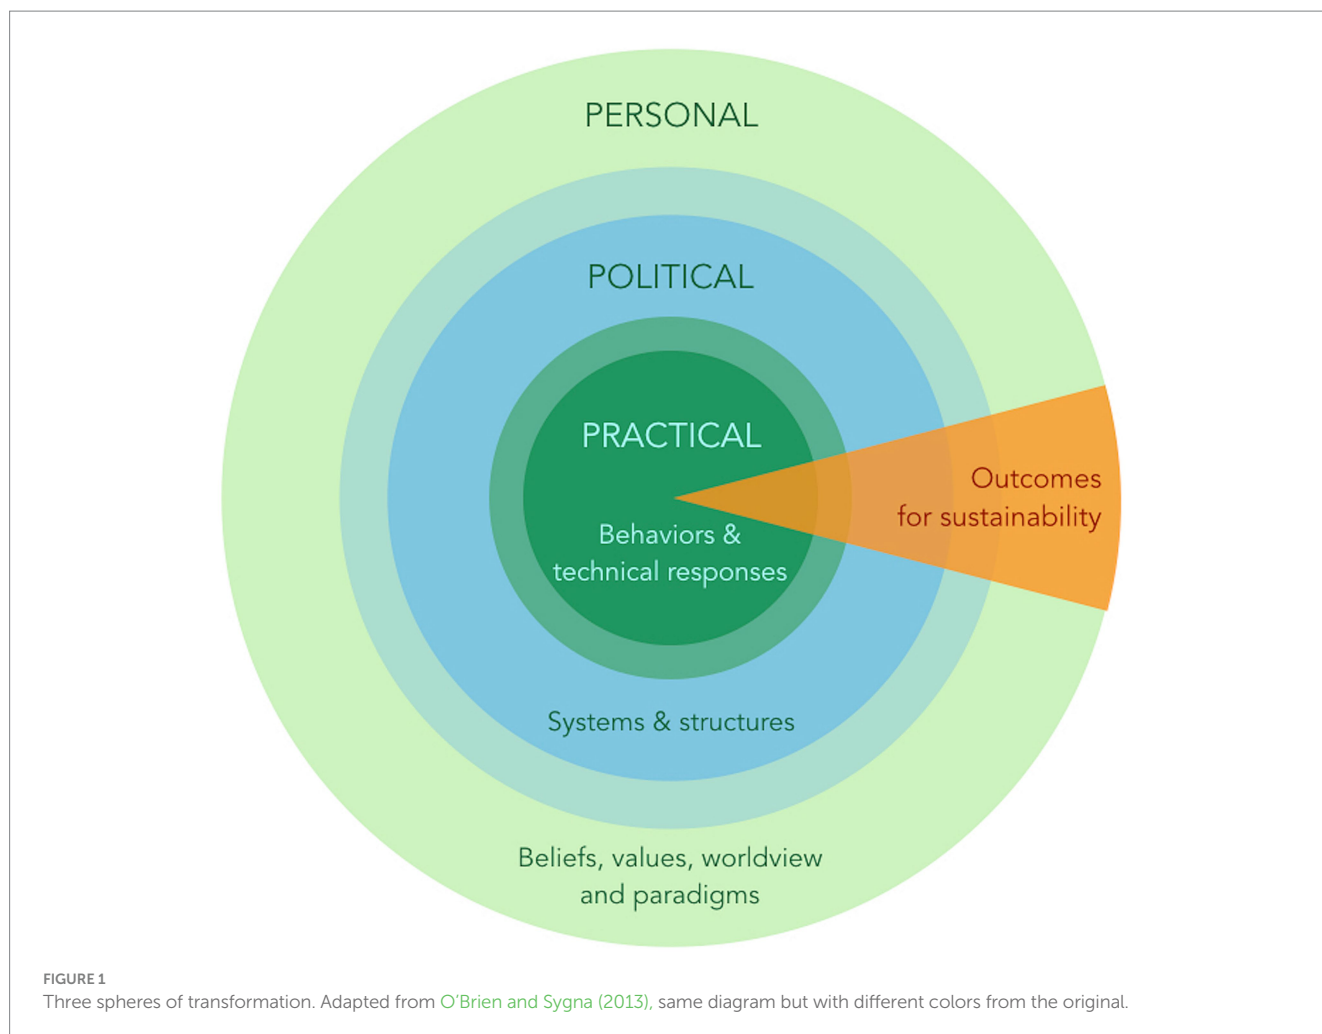 PERSONAL
POLITICAL
PRACTICAL
Behaviors &
technical responses
Outcomes
for sustainability
Systems & structures
Beliefs, values, worldview
and paradigms
FIGURE 1
Three spheres of transformation. Adapted from O’Brien and Sygna (2013), same diagram but with different colors from the original.